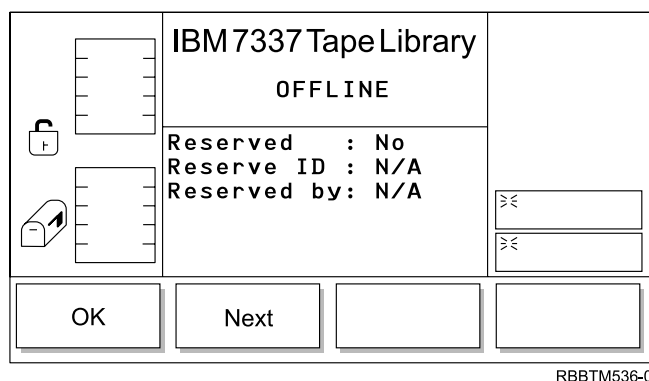 IBM 7337 Tape Library
OFFLINE
Reserved : No
Reserve ID : N/A
Reserved by: N/A
OK
Next
RBBTM536-0